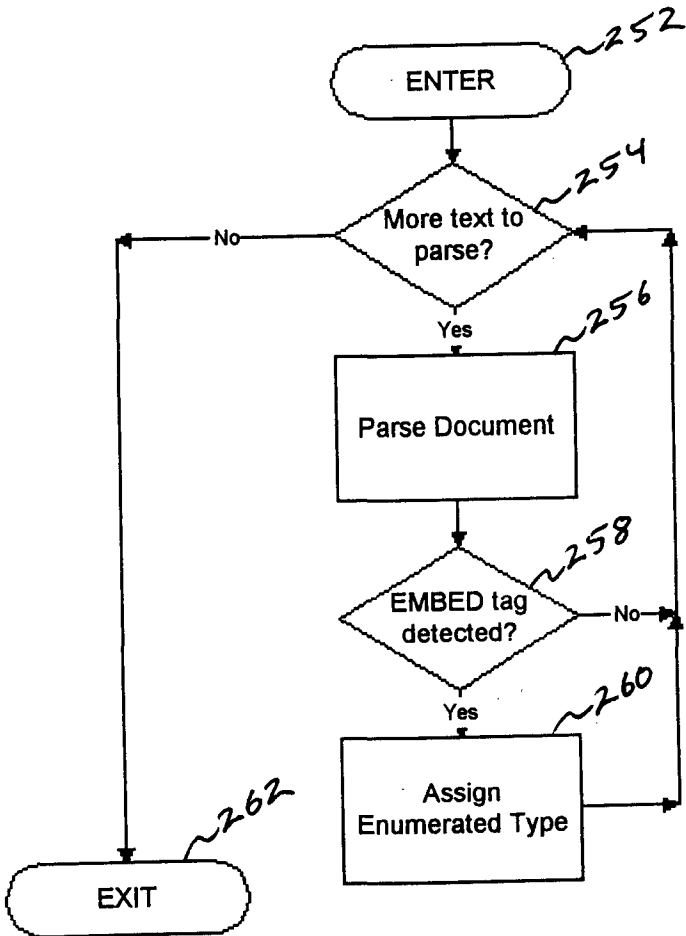 252
ENTER
254
More text to
parse?
No
Yes
256
Parse Document
258
EMBED tag
detected?
No
Yes
260
Assign
Enumerated Type
262
EXIT